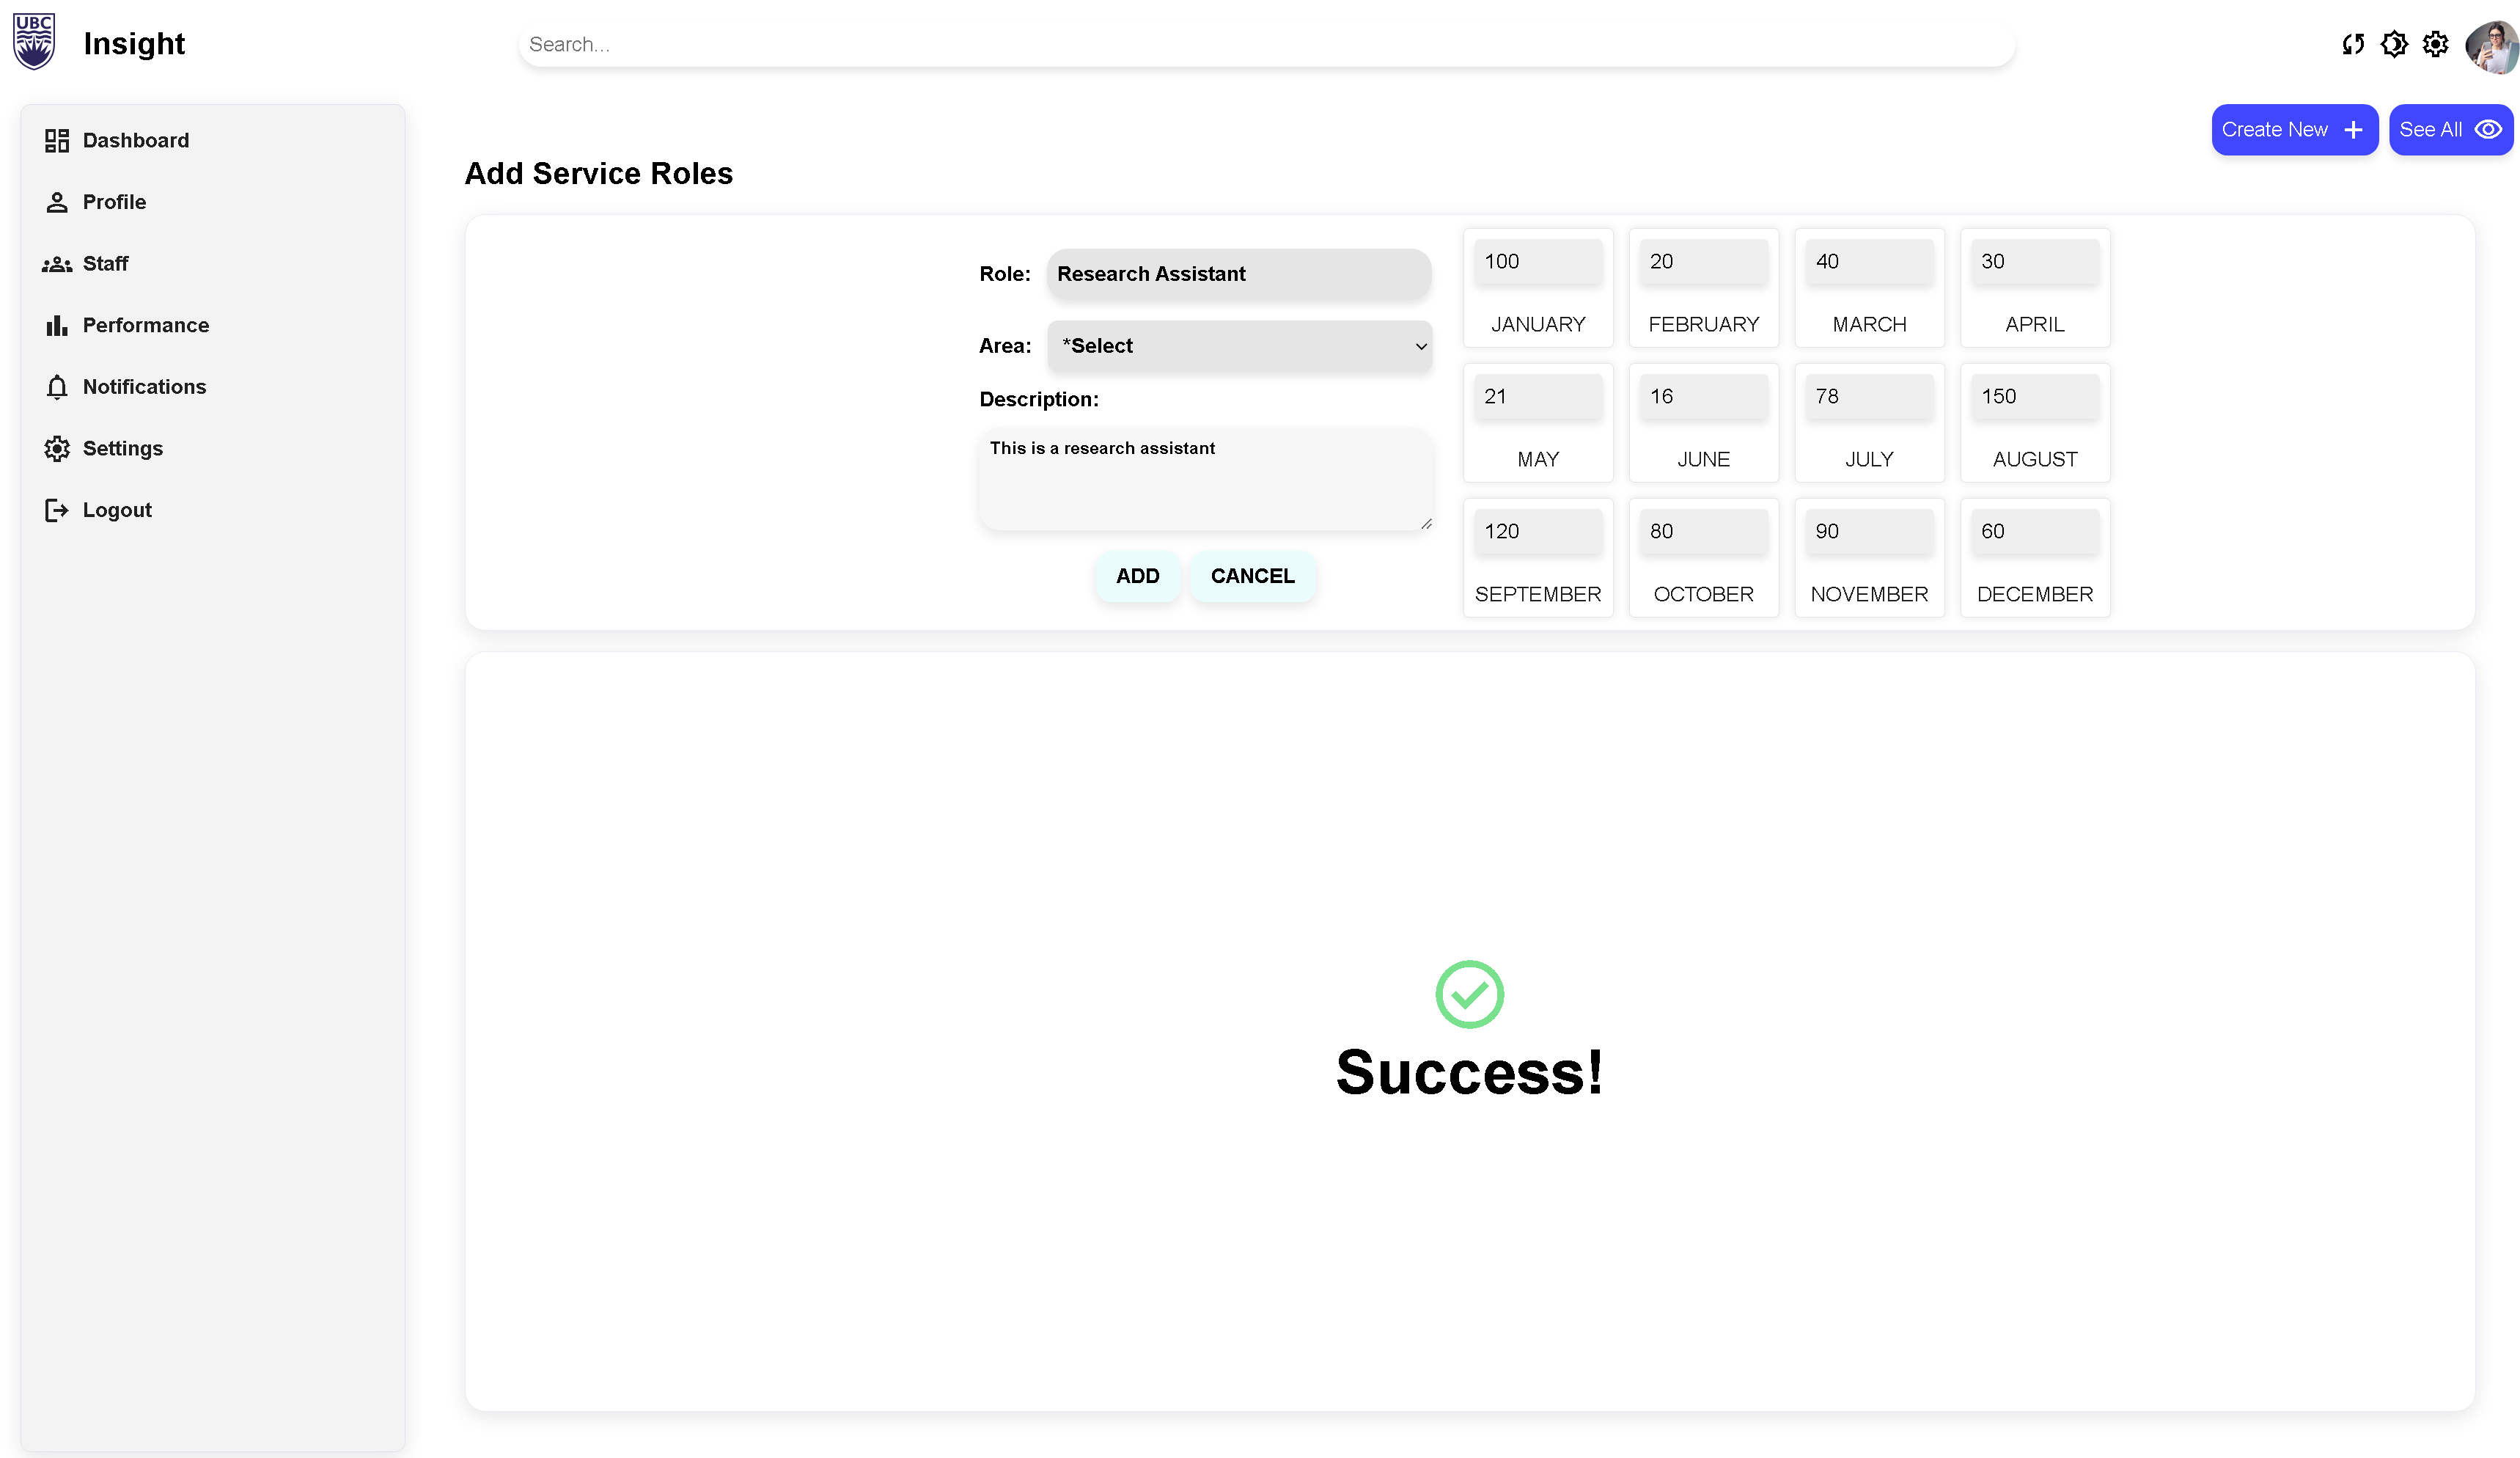 UBC
Insight
Search...
Dashboard
Profile
Staff
Performance
Notifications
Settings
Logout
Create New
See All
Add Service Roles
Role:
Research Assistant
Area:
*Select
Description:
This is a research assistant
ADD
CANCEL
100
JANUARY
20
FEBRUARY
40
MARCH
30
APRIL
21
MAY
16
JUNE
78
JULY
150
AUGUST
120
SEPTEMBER
80
OCTOBER
90
NOVEMBER
60
DECEMBER
Success!